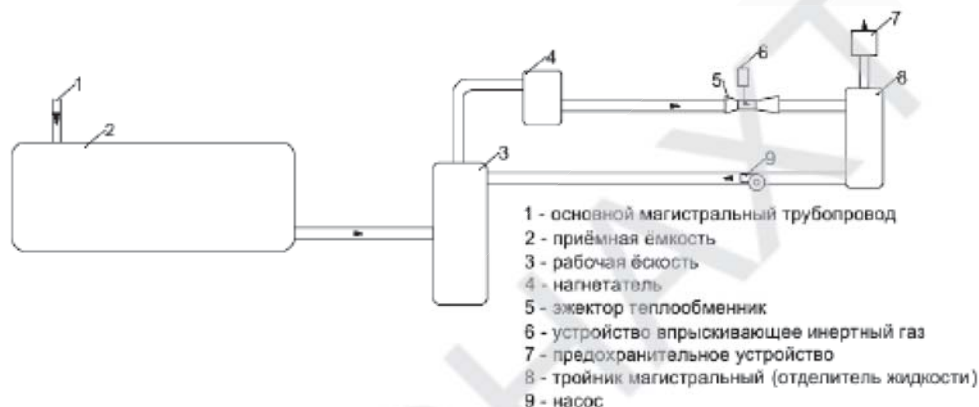 7
6
4
5
8
1
2
3
9
1 - основной магистральный трубопровод
2 - приёмная ёмкость
3 - рабочая ёскость
4 - нагнетатель
5 - эжектор теплообменник
6 - устройство впрыскивающее инертный газ
7 - предохранительное устройство
8 - тройник магистральный (отделитель жидкости)
9 - насос